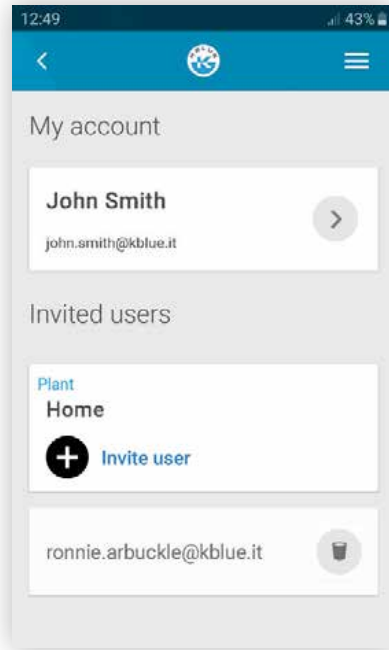 12:49 43%
KBLUE
My account
John Smith
john.smith@kblue.it
Invited users
Plant
Home
Invite user
ronnie.arbuckle@kblue.it